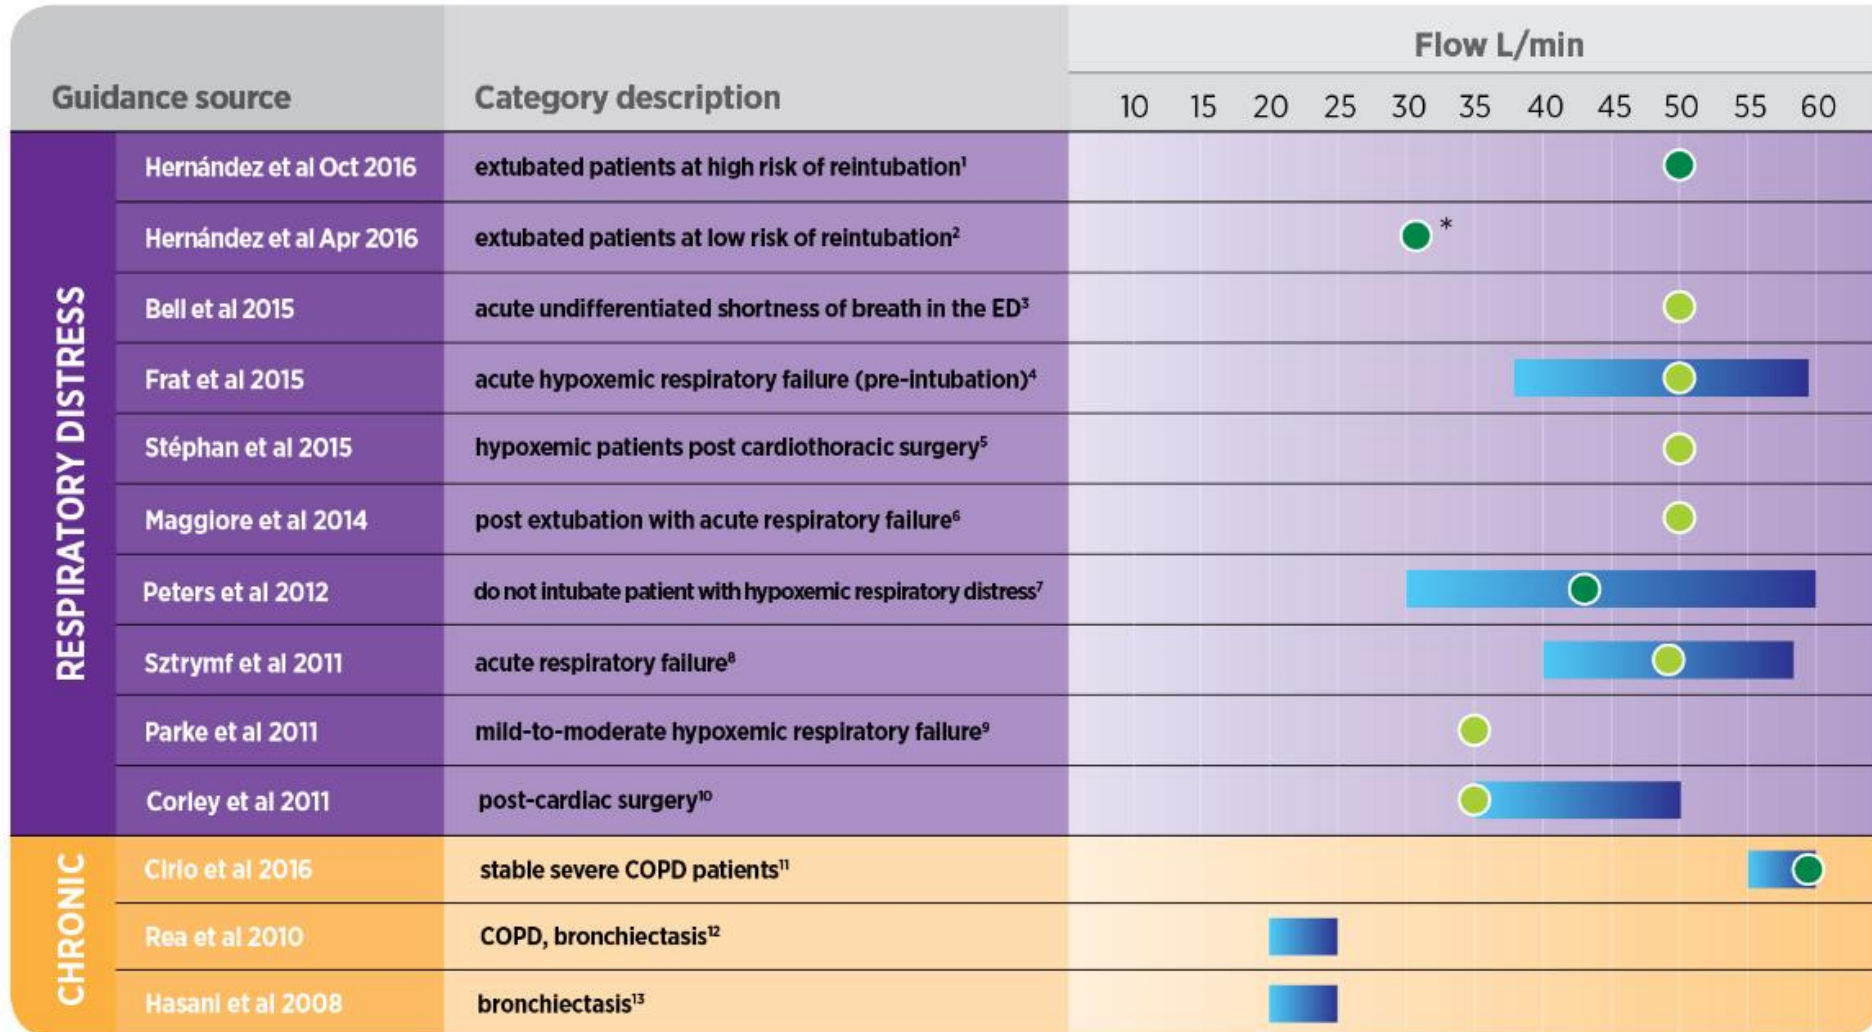 Flow L/min
Guidance source Category description 10 15 20 25 30 35 40 45 50 55 60
RESPIRATORY DISTRESS
Hernández et al Oct 2016 extubated patients at high risk of reintubation¹
Hernández et al Apr 2016 extubated patients at low risk of reintubation² *
Bell et al 2015 acute undifferentiated shortness of breath in the ED³
Frat et al 2015 acute hypoxemic respiratory failure (pre-intubation)⁴
Stéphan et al 2015 hypoxemic patients post cardiothoracic surgery⁵
Maggiore et al 2014 post extubation with acute respiratory failure⁶
Peters et al 2012 do not intubate patient with hypoxemic respiratory distress⁷
Sztrymf et al 2011 acute respiratory failure⁸
Parke et al 2011 mild-to-moderate hypoxemic respiratory failure⁹
Corley et al 2011 post-cardiac surgery¹⁰
CHRONIC
Cirio et al 2016 stable severe COPD patients¹¹
Rea et al 2010 COPD, bronchiectasis¹²
Hasani et al 2008 bronchiectasis¹³